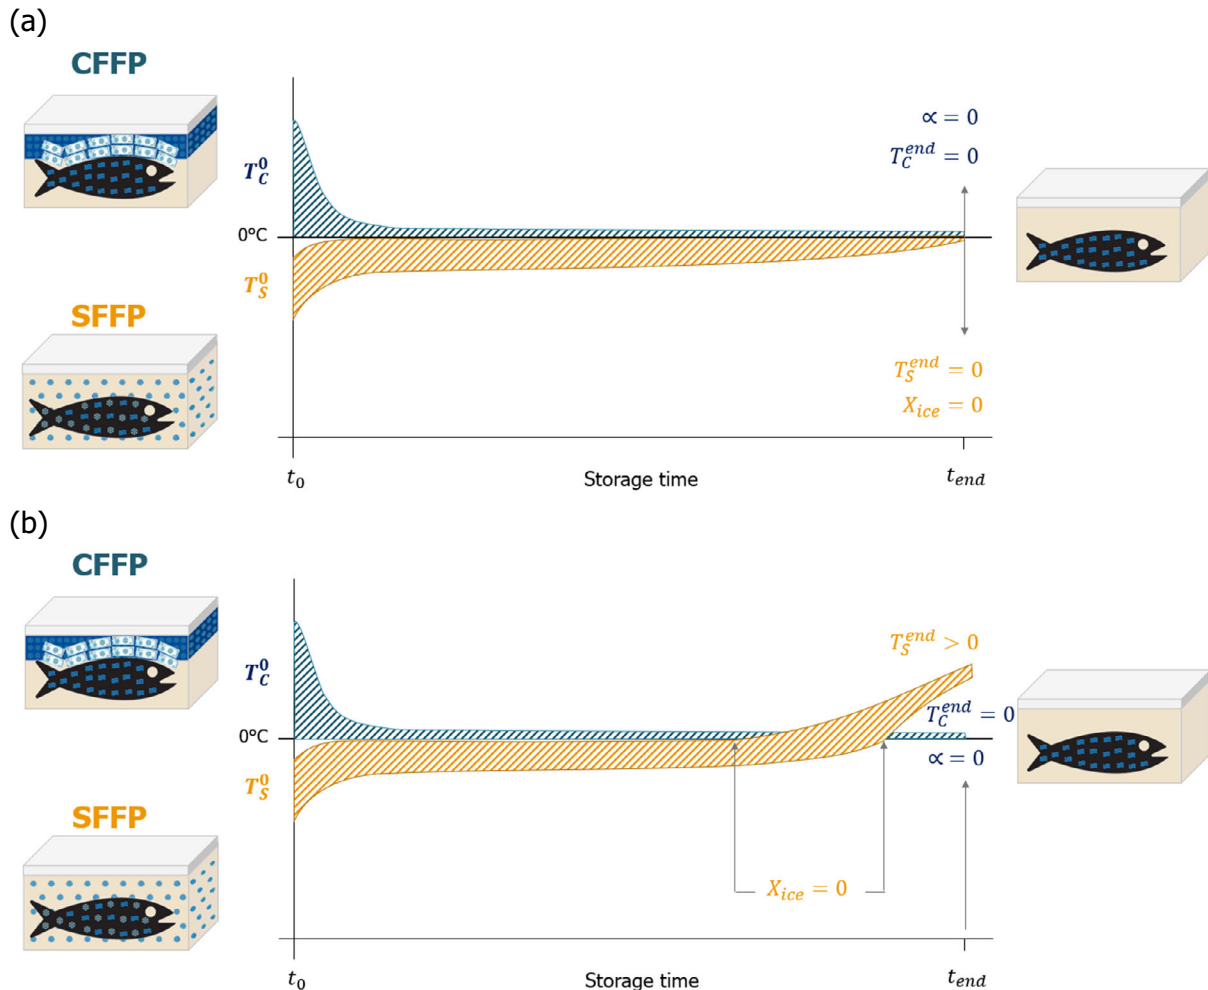 (a)
CFFP
∝ = 0
T_C^0
T_C^end = 0
0°C
T_S^0
SFFP
T_S^end = 0
X_ice = 0
t_0
Storage time
t_end
(b)
CFFP
T_S^end > 0
T_C^0
T_C^end = 0
0°C
∝ = 0
T_S^0
SFFP
X_ice = 0
t_0
Storage time
t_end